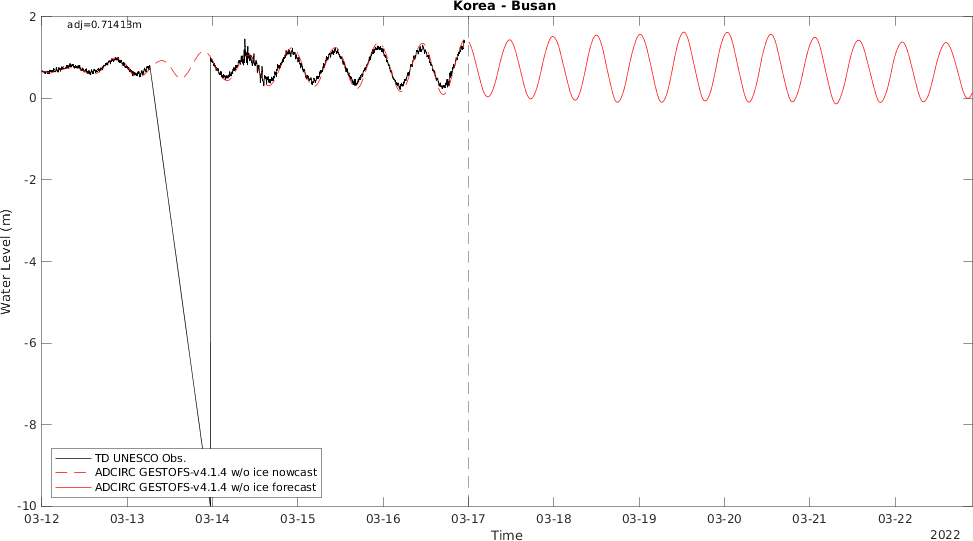 Korea - Busan
adj=0.71413m
2
0
-2
-4
-6
-8
-10
Water Level (m)
TD UNESCO Obs.
ADCIRC GESTOFS-v4.1.4 w/o ice nowcast
ADCIRC GESTOFS-v4.1.4 w/o ice forecast
03-12 03-13 03-14 03-15 03-16 03-17 03-18 03-19 03-20 03-21 03-22
Time
2022